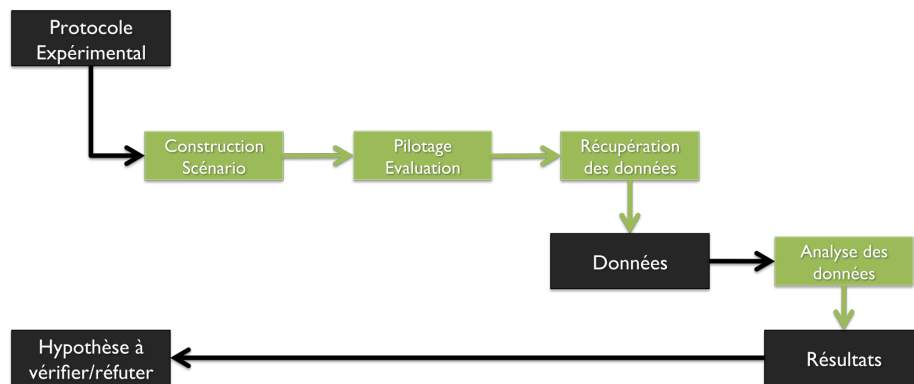 Protocole
Expérimental
Construction
Scénario
Pilotage
Evaluation
Récupération
des données
Données
Analyse des
données
Hypothèse à
vérifier/réfuter
Résultats